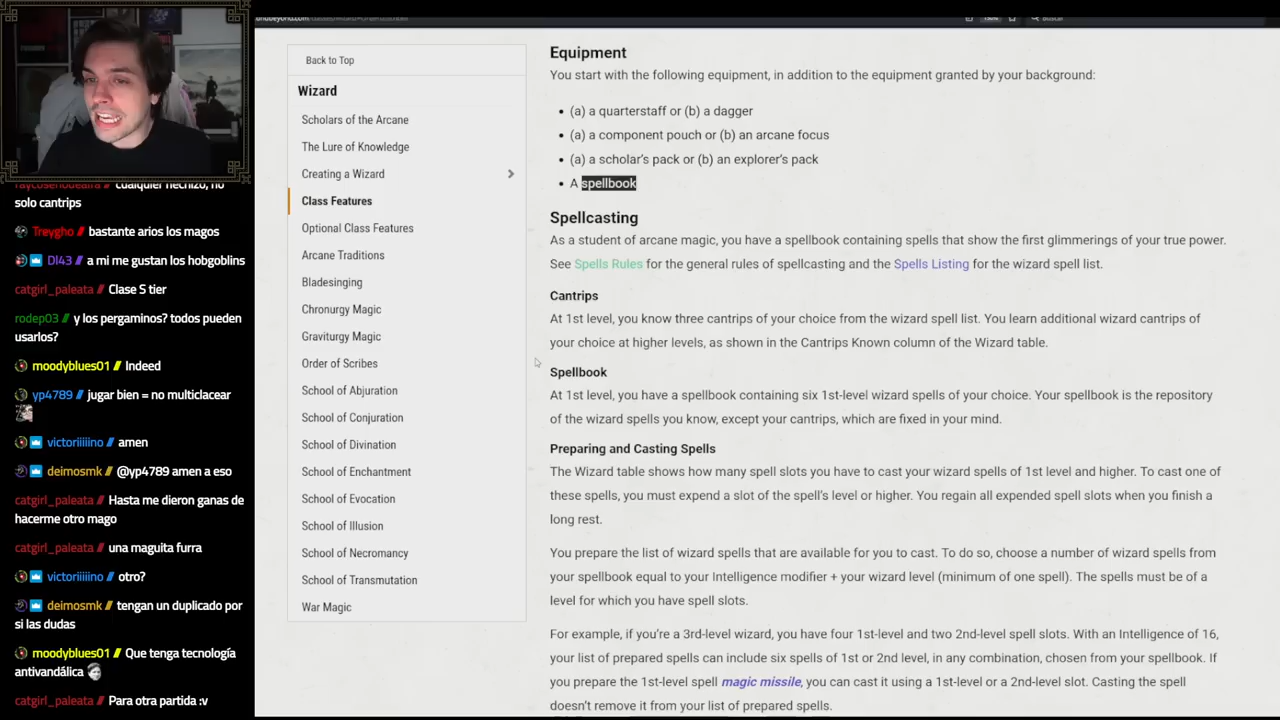 cualquier hechizo, no
solo cantrips
Treygho // bastante arios los magos
Dl43 // a mi me gustan los hobgoblins
catgirl_paleata // Clase S tier
rodep03 // y los pergaminos? todos pueden
usarlos?
moodyblues01 // Indeed
yp4789 // jugar bien = no multiclacear
victoriiiiino // amen
deimosmk // @yp4789 amen a eso
catgirl_paleata // Hasta me dieron ganas de
hacerme otro mago
catgirl_paleata // una maguita furra
victoriiiiino // otro?
deimosmk // tengan un duplicado por
si las dudas
moodyblues01 // Que tenga tecnología
antivandálica
catgirl_paleata // Para otra partida :v
Back to Top
Wizard
Scholars of the Arcane
The Lure of Knowledge
Creating a Wizard
Class Features
Optional Class Features
Arcane Traditions
Bladesinging
Chronurgy Magic
Graviturgy Magic
Order of Scribes
School of Abjuration
School of Conjuration
School of Divination
School of Enchantment
School of Evocation
School of Illusion
School of Necromancy
School of Transmutation
War Magic
Equipment
You start with the following equipment, in addition to the equipment granted by your background:
• (a) a quarterstaff or (b) a dagger
• (a) a component pouch or (b) an arcane focus
• (a) a scholar's pack or (b) an explorer's pack
• A spellbook
Spellcasting
As a student of arcane magic, you have a spellbook containing spells that show the first glimmerings of your true power.
See Spells Rules for the general rules of spellcasting and the Spells Listing for the wizard spell list.
Cantrips
At 1st level, you know three cantrips of your choice from the wizard spell list. You learn additional wizard cantrips of
your choice at higher levels, as shown in the Cantrips Known column of the Wizard table.
Spellbook
At 1st level, you have a spellbook containing six 1st-level wizard spells of your choice. Your spellbook is the repository
of the wizard spells you know, except your cantrips, which are fixed in your mind.
Preparing and Casting Spells
The Wizard table shows how many spell slots you have to cast your wizard spells of 1st level and higher. To cast one of
these spells, you must expend a slot of the spell's level or higher. You regain all expended spell slots when you finish a
long rest.
You prepare the list of wizard spells that are available for you to cast. To do so, choose a number of wizard spells from
your spellbook equal to your Intelligence modifier + your wizard level (minimum of one spell). The spells must be of a
level for which you have spell slots.
For example, if you're a 3rd-level wizard, you have four 1st-level and two 2nd-level spell slots. With an Intelligence of 16,
your list of prepared spells can include six spells of 1st or 2nd level, in any combination, chosen from your spellbook. If
you prepare the 1st-level spell magic missile, you can cast it using a 1st-level or a 2nd-level slot. Casting the spell
doesn't remove it from your list of prepared spells.